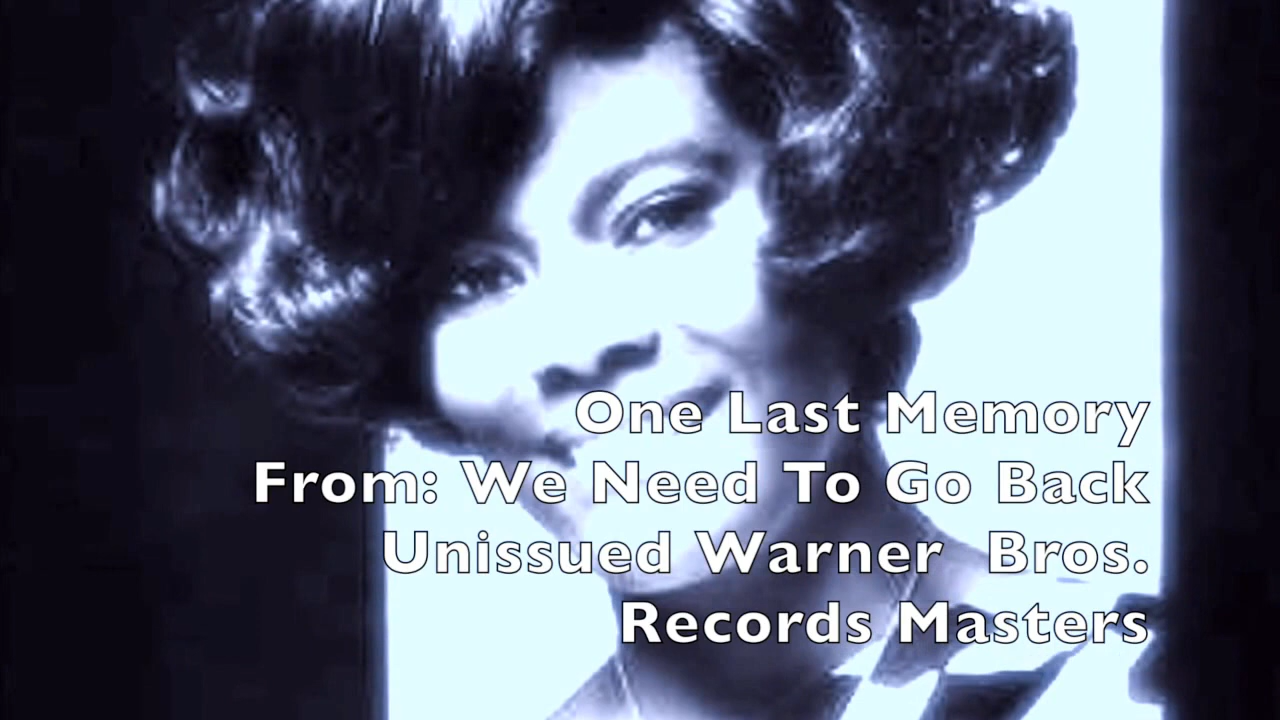 One Last Memory
From: We Need To Go Back
Unissued Warner  Bros.
Records Masters